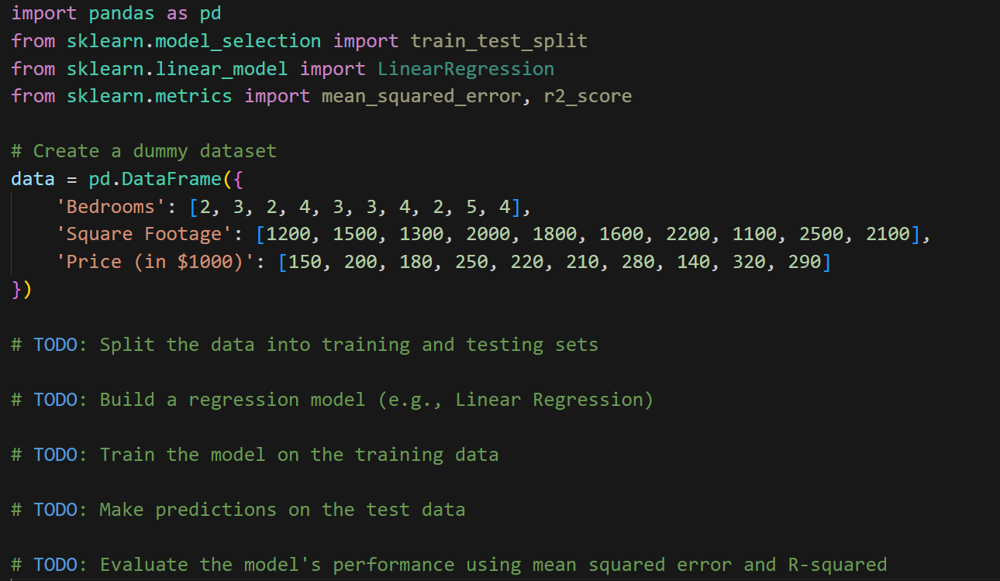 import pandas as pd
from sklearn.model_selection import train_test_split
from sklearn.linear_model import LinearRegression
from sklearn.metrics import mean_squared_error, r2_score

# Create a dummy dataset
data = pd.DataFrame({
    'Bedrooms': [2, 3, 2, 4, 3, 3, 4, 2, 5, 4],
    'Square Footage': [1200, 1500, 1300, 2000, 1800, 1600, 2200, 1100, 2500, 2100],
    'Price (in $1000)': [150, 200, 180, 250, 220, 210, 280, 140, 320, 290]
})

# TODO: Split the data into training and testing sets

# TODO: Build a regression model (e.g., Linear Regression)

# TODO: Train the model on the training data

# TODO: Make predictions on the test data

# TODO: Evaluate the model's performance using mean squared error and R-squared